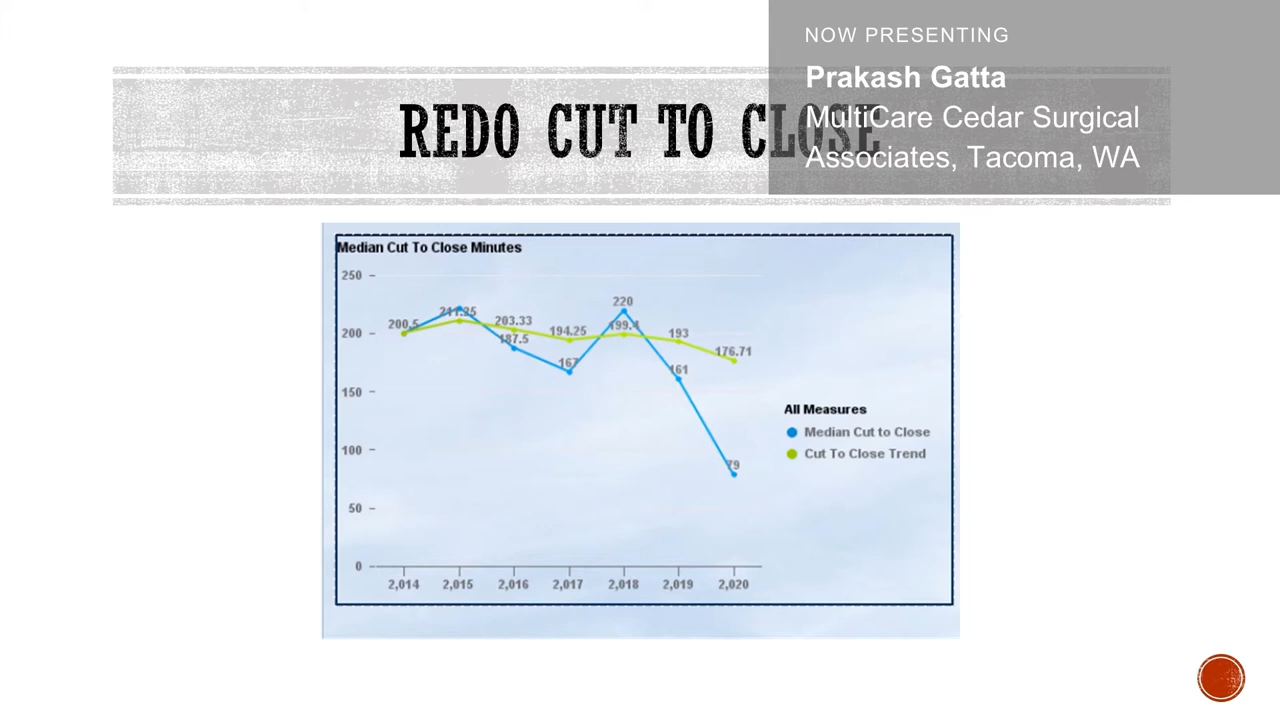 NOW PRESENTING
Prakash Gatta
MultiCare Cedar Surgical
Associates, Tacoma, WA
REDO CUT TO CLOSE
Median Cut To Close Minutes
250
200
150
100
50
0
200.5
211.25
203.33
187.5
194.25
167
220
199.4
193
161
176.71
79
2,014 2,015 2,016 2,017 2,018 2,019 2,020
All Measures
Median Cut to Close
Cut To Close Trend